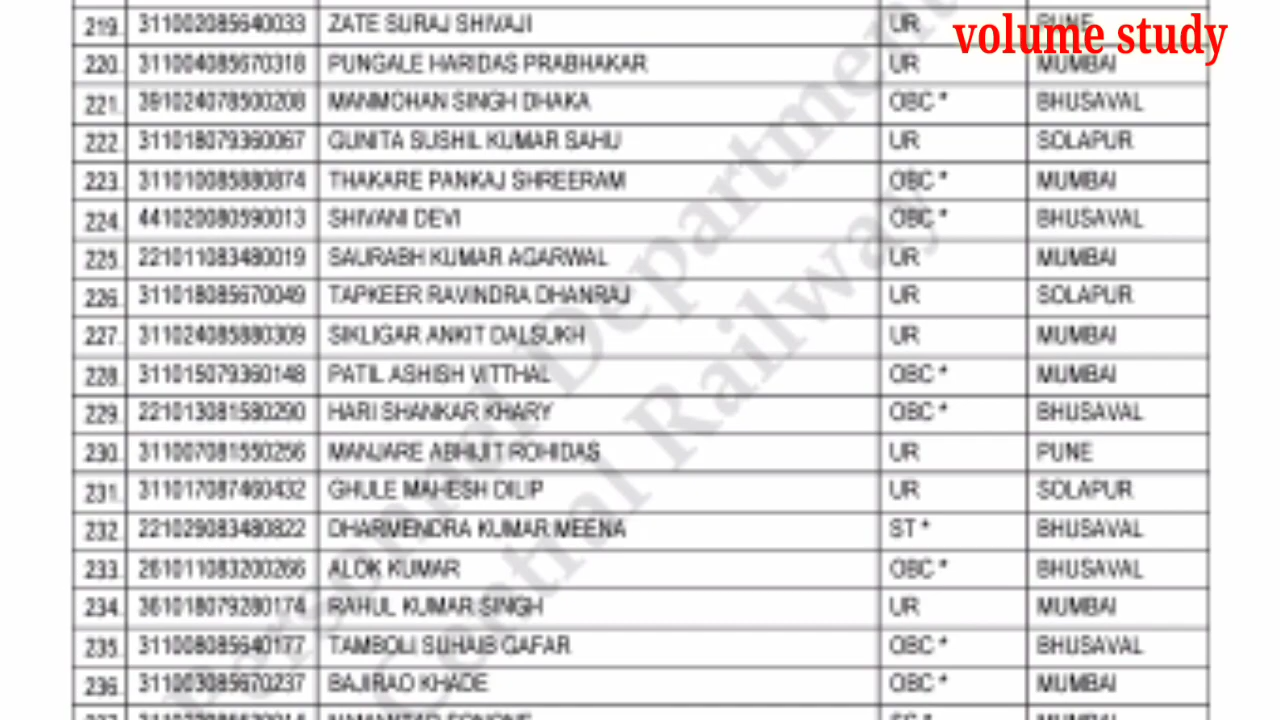 volume study
219. 311002085640033 ZATE SURAJ SHIVAJI UR PUNE
220. 311004085670318 PUNGALE HARIDAS PRABHAKAR UR MUMBAI
221. 391024078500208 MANMOHAN SINGH DHAKA OBC * BHUSAVAL
222. 311018079360067 GUNITA SUSHIL KUMAR SAHU UR SOLAPUR
223. 311010085880874 THAKARE PANKAJ SHREERAM OBC * MUMBAI
224. 441020080590013 SHIVANI DEVI OBC * BHUSAVAL
225. 221011083480019 SAURABH KUMAR AGARWAL UR MUMBAI
226. 311018085670049 TAPKEER RAVINDRA DHANRAJ UR SOLAPUR
227. 311024085880309 SIKLIGAR ANKIT DALSUKH UR MUMBAI
228. 311015079360148 PATIL ASHISH VITTHAL OBC * MUMBAI
229. 221013081580290 HARI SHANKAR KHARY OBC * BHUSAVAL
230. 311007081550256 MANJARE ABHIJIT ROHIDAS UR PUNE
231. 311017087460432 GHULE MAHESH DILIP UR SOLAPUR
232. 221029083480822 DHARMENDRA KUMAR MEENA ST * BHUSAVAL
233. 261011083200266 ALOK KUMAR OBC * BHUSAVAL
234. 361018079280174 RAHUL KUMAR SINGH UR MUMBAI
235. 311008085640177 TAMBOLI SUHAIB GAFAR OBC * BHUSAVAL
236. 311003085670237 BAJIRAO KHADE OBC * MUMBAI
Personnel Department
Central Railway